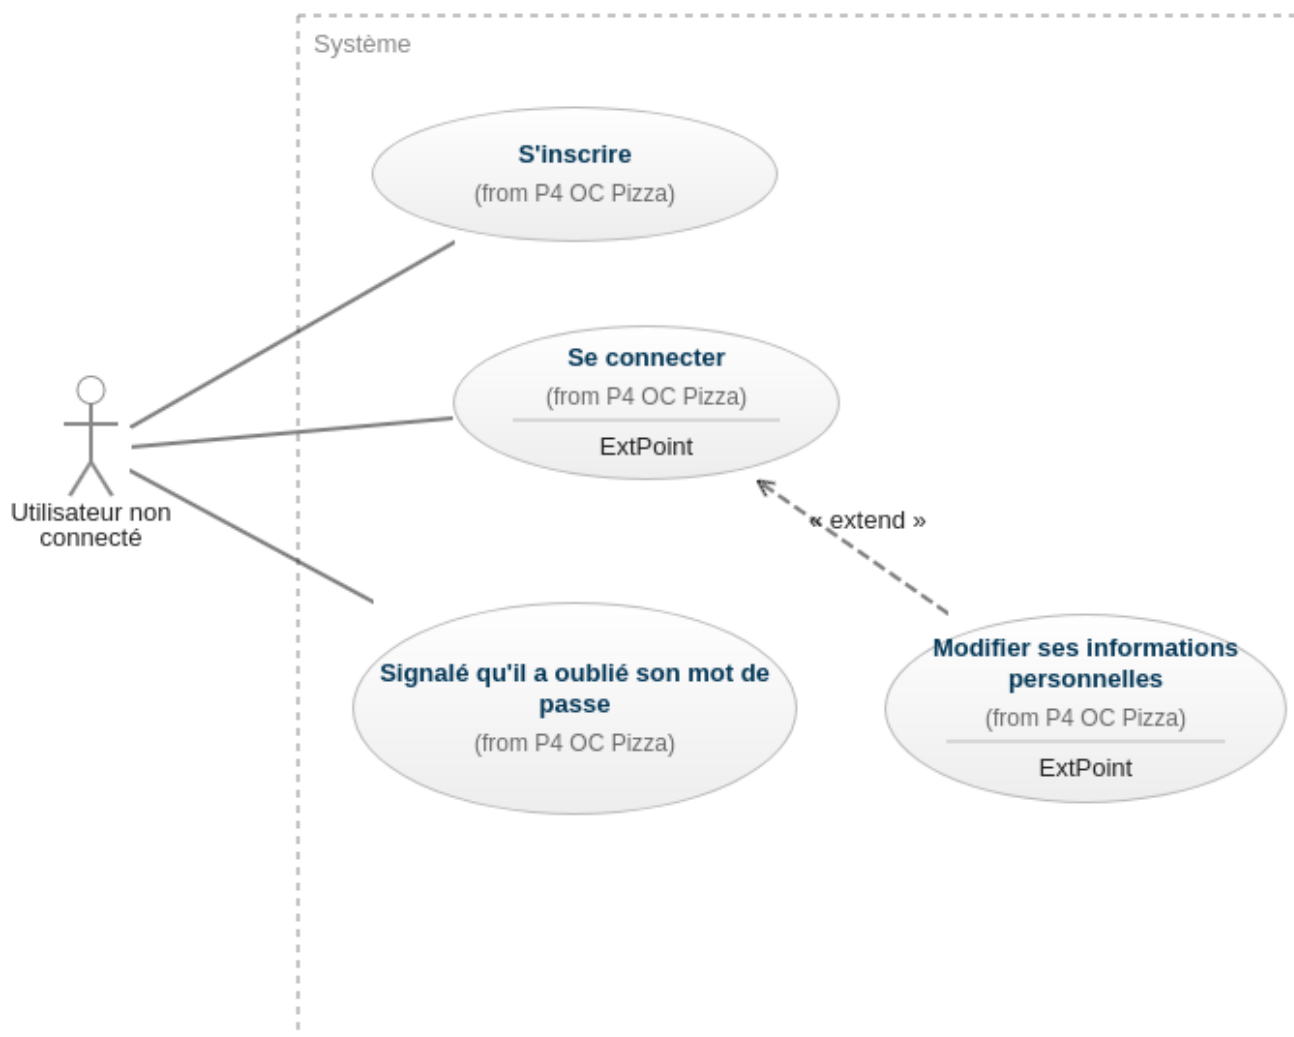 Système
S'inscrire
(from P4 OC Pizza)
Se connecter
(from P4 OC Pizza)
ExtPoint
Utilisateur non
connecté
« extend »
Signalé qu'il a oublié son mot de
passe
(from P4 OC Pizza)
Modifier ses informations
personnelles
(from P4 OC Pizza)
ExtPoint